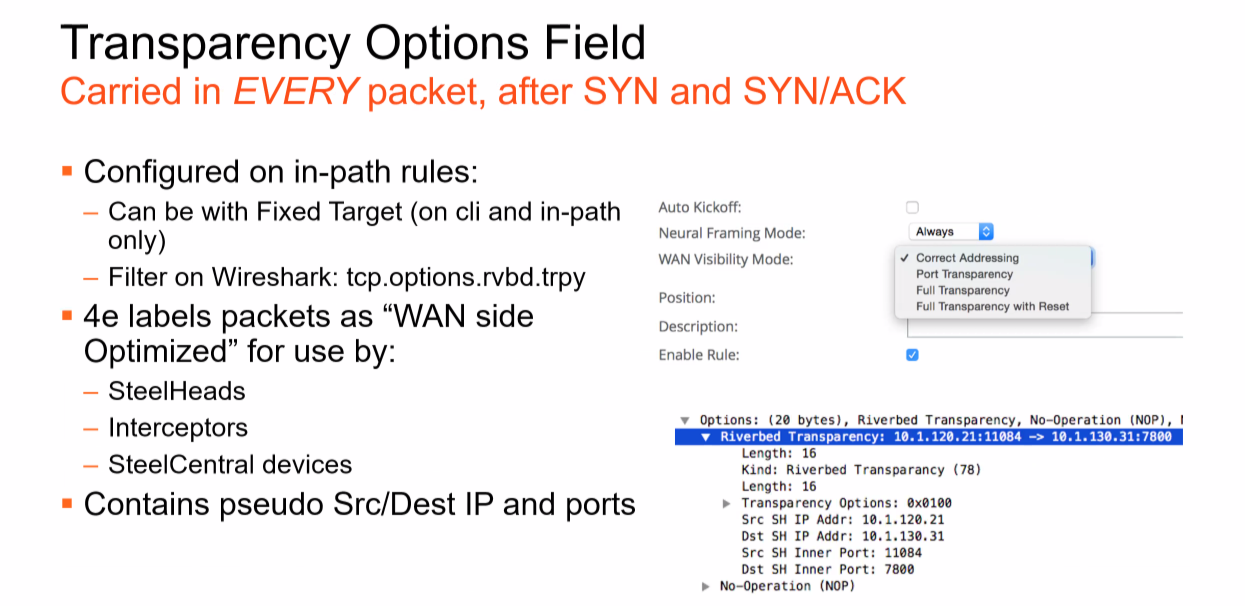 Transparency Options Field
Carried in EVERY packet, after SYN and SYN/ACK
Configured on in-path rules:
– Can be with Fixed Target (on cli and in-path
only)
– Filter on Wireshark: tcp.options.rvbd.trpy
4e labels packets as “WAN side
Optimized” for use by:
– SteelHeads
– Interceptors
– SteelCentral devices
Contains pseudo Src/Dest IP and ports
Auto Kickoff:
Neural Framing Mode:
Always
WAN Visibility Mode:
✓ Correct Addressing
Port Transparency
Full Transparency
Full Transparency with Reset
Position:
Description:
Enable Rule:
Options: (20 bytes), Riverbed Transparency, No-Operation (NOP),
Riverbed Transparency: 10.1.120.21:11084 -> 10.1.130.31:7800
Length: 16
Kind: Riverbed Transparancy (78)
Length: 16
Transparency Options: 0x0100
Src SH IP Addr: 10.1.120.21
Dst SH IP Addr: 10.1.130.31
Src SH Inner Port: 11084
Dst SH Inner Port: 7800
No-Operation (NOP)